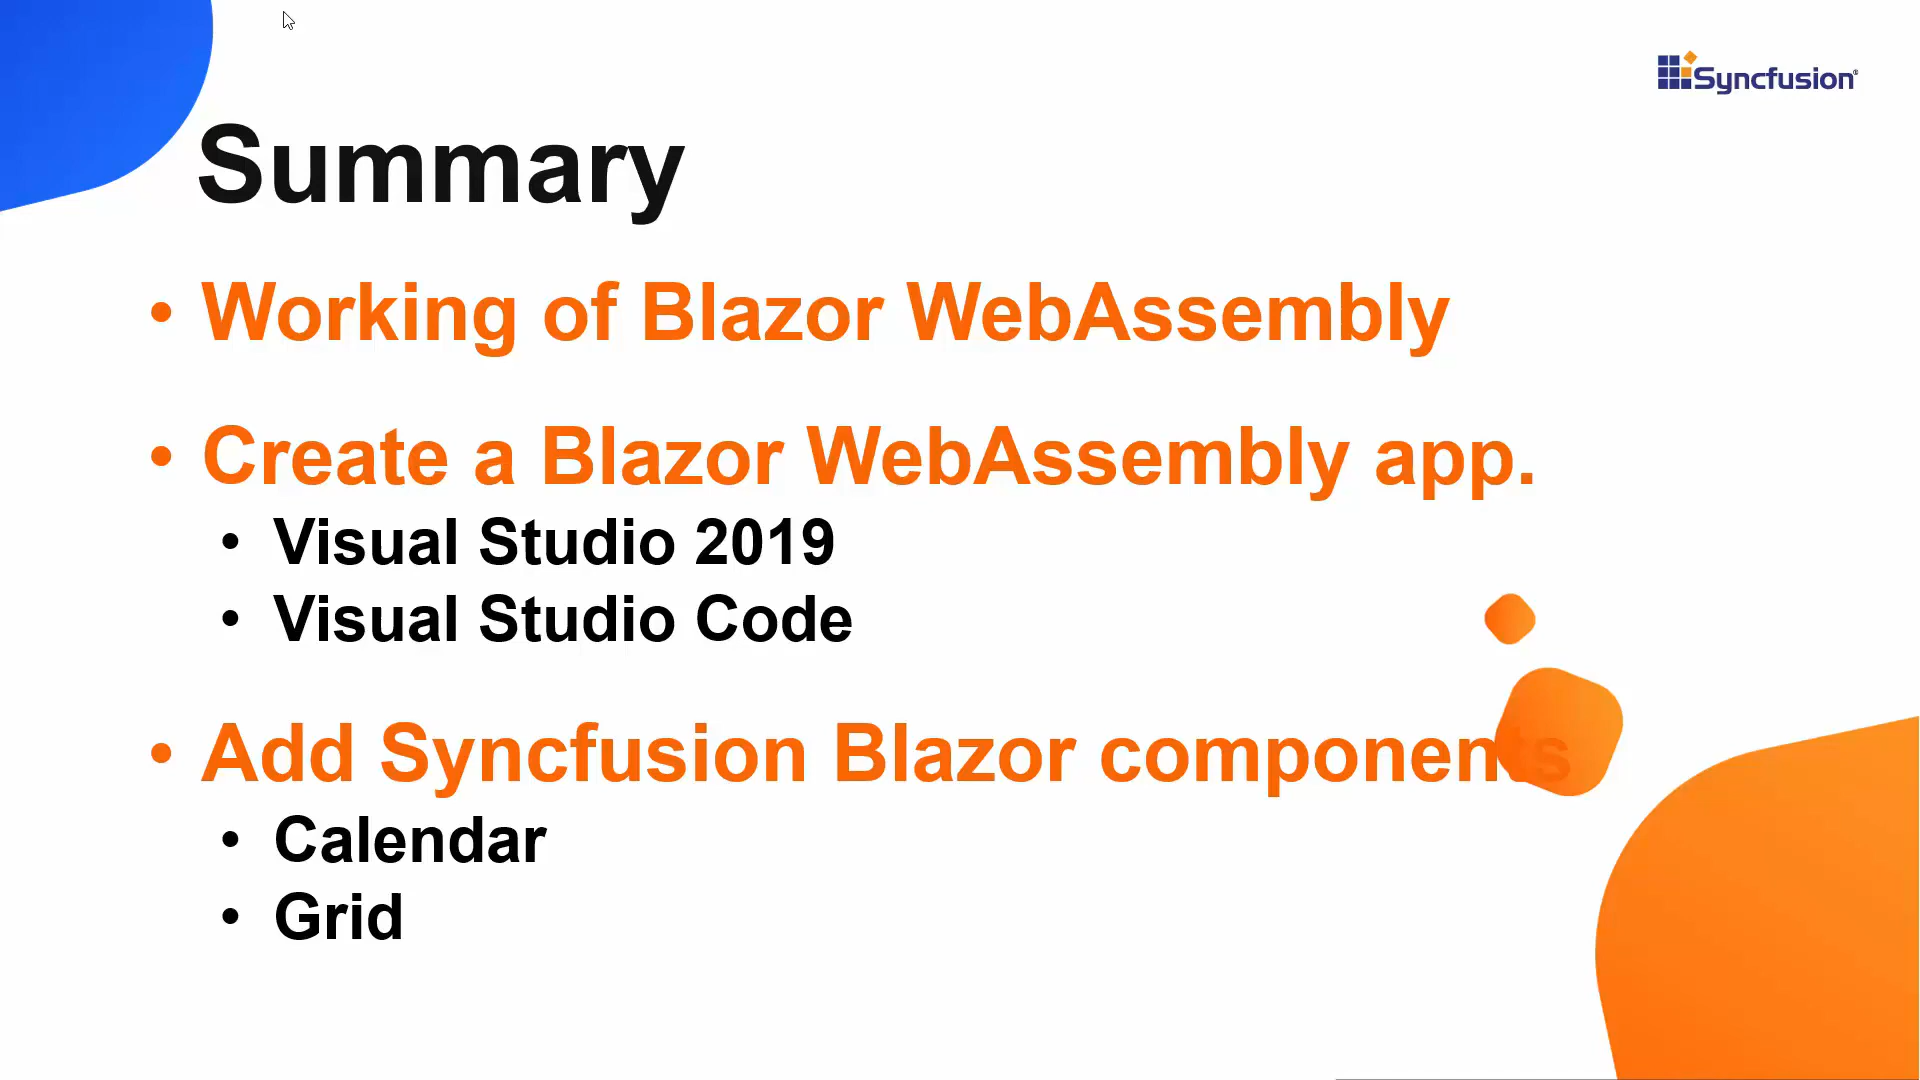 Syncfusion
Summary
• Working of Blazor WebAssembly
• Create a Blazor WebAssembly app.
• Visual Studio 2019
• Visual Studio Code
• Add Syncfusion Blazor components
• Calendar
• Grid